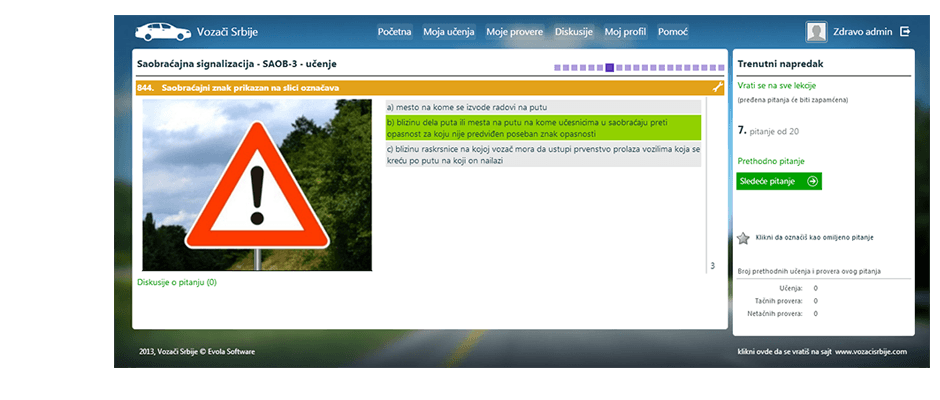 Vozači Srbije
Početna Moja učenja Moje provere Diskusije Moj profil Pomoć
Zdravo admin
Saobraćajna signalizacija - SAOB-3 - učenje
844. Saobraćajni znak prikazan na slici označava
a) mesto na kome se izvode radovi na putu
b) blizinu dela puta ili mesta na putu na kome učesnicima u saobraćaju preti
opasnost za koju nije predviđen poseban znak opasnosti
c) blizinu raskrsnice na kojoj vozač mora da ustupi prvenstvo prolaza vozilima koja se
kreću po putu na koji on nailazi
!
3
Diskusije o pitanju (0)
Trenutni napredak
Vrati se na sve lekcije
(pređena pitanja će biti zapamćena)
7. pitanje od 20
Prethodno pitanje
Sledeće pitanje
Klikni da označiš kao omiljeno pitanje
Broj prethodnih učenja i provera ovog pitanja
Učenja: 0
Tačnih provera: 0
Netačnih provera: 0
2013, Vozači Srbije © Evola Software
klikni ovde da se vratiš na sajt www.vozacisrbije.com